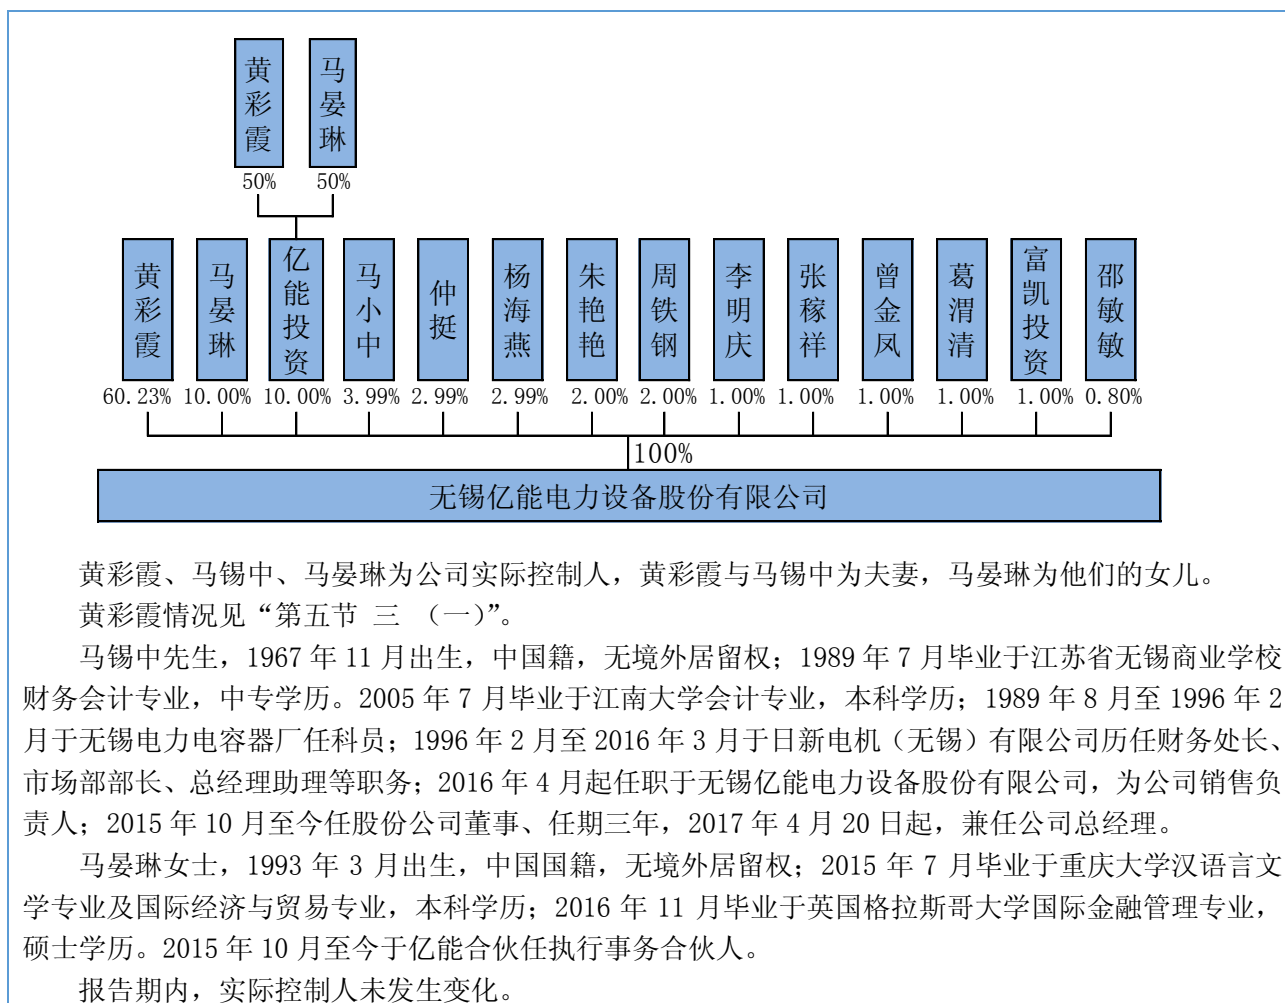 黄彩霞
马晏琳
50%
50%
黄彩霞
马晏琳
亿能投资
马小中
仲挺
杨海燕
朱艳艳
周铁钢
李明庆
张稼祥
曾金凤
葛渭清
富凯投资
邵敏敏
60.23% 10.00% 10.00% 3.99% 2.99% 2.99% 2.00% 2.00% 1.00% 1.00% 1.00% 1.00% 1.00% 0.80%
100%
无锡亿能电力设备股份有限公司
黄彩霞、马锡中、马晏琳为公司实际控制人，黄彩霞与马锡中为夫妻，马晏琳为他们的女儿。
黄彩霞情况见“第五节 三 （一）”。
马锡中先生，1967 年 11 月出生，中国籍，无境外居留权；1989 年 7 月毕业于江苏省无锡商业学校
财务会计专业，中专学历。2005 年 7 月毕业于江南大学会计专业，本科学历；1989 年 8 月至 1996 年 2
月于无锡电力电容器厂任科员；1996 年 2 月至 2016 年 3 月于日新电机（无锡）有限公司历任财务处长、
市场部部长、总经理助理等职务；2016 年 4 月起任职于无锡亿能电力设备股份有限公司，为公司销售负
责人；2015 年 10 月至今任股份公司董事、任期三年，2017 年 4 月 20 日起，兼任公司总经理。
马晏琳女士，1993 年 3 月出生，中国国籍，无境外居留权；2015 年 7 月毕业于重庆大学汉语言文
学专业及国际经济与贸易专业，本科学历；2016 年 11 月毕业于英国格拉斯哥大学国际金融管理专业，
硕士学历。2015 年 10 月至今于亿能合伙任执行事务合伙人。
报告期内，实际控制人未发生变化。